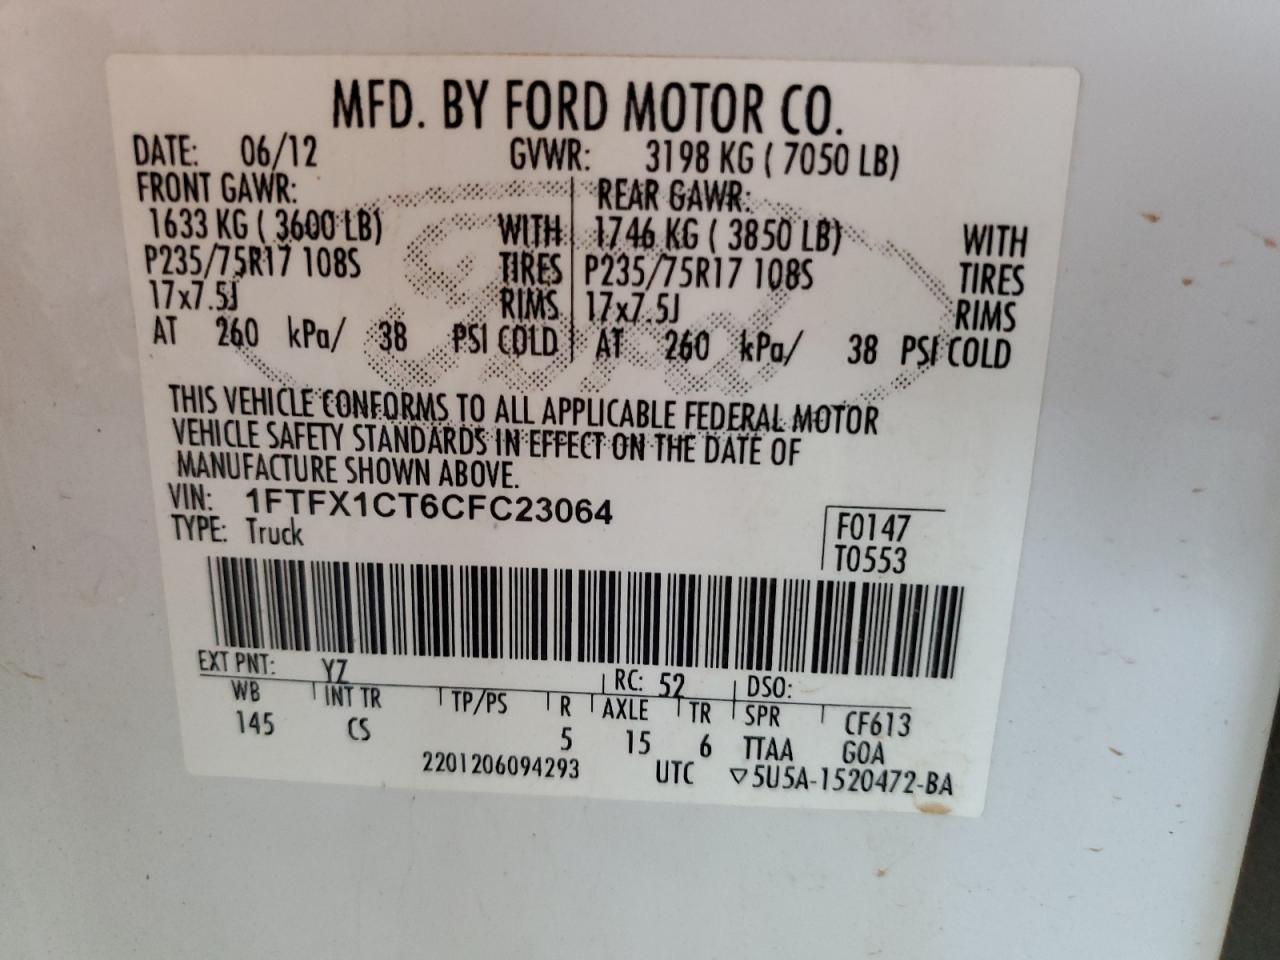 MFD. BY FORD MOTOR CO.
DATE: 06/12 GVWR: 3198 KG ( 7050 LB)
FRONT GAWR: REAR GAWR:
1633 KG ( 3600 LB) WITH 1746 KG ( 3850 LB) WITH
P235/75R17 108S TIRES P235/75R17 108S TIRES
17x7.5J RIMS 17x7.5J RIMS
AT 260 kPa/ 38 PSI COLD AT 260 kPa/ 38 PSI COLD
Ford
THIS VEHICLE CONFORMS TO ALL APPLICABLE FEDERAL MOTOR
VEHICLE SAFETY STANDARDS IN EFFECT ON THE DATE OF
MANUFACTURE SHOWN ABOVE.
VIN: 1FTFX1CT6CFC23064
TYPE: Truck
F0147
T0553
EXT PNT: YZ RC: 52 DSO:
WB INT TR TP/PS R AXLE TR SPR CF613
145 CS 5 15 6 TTAA GOA
2201206094293 UTC ▽5U5A-1520472-BA